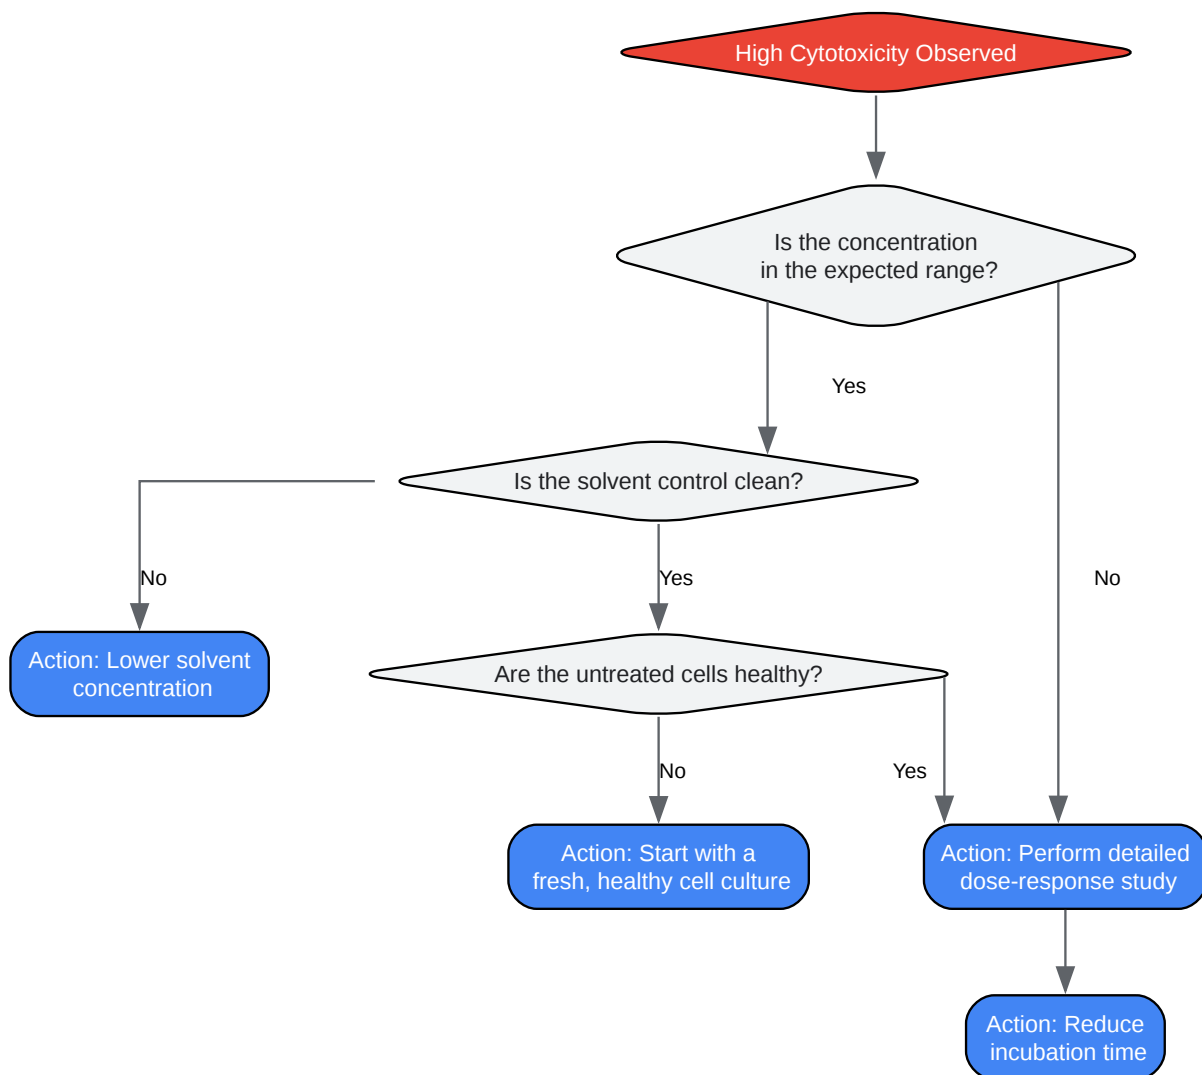 High Cytotoxicity Observed
Is the concentration
in the expected range?
Yes
Is the solvent control clean?
No
Yes
No
Action: Lower solvent
concentration
Are the untreated cells healthy?
No
Yes
Action: Start with a
fresh, healthy cell culture
Action: Perform detailed
dose-response study
Action: Reduce
incubation time